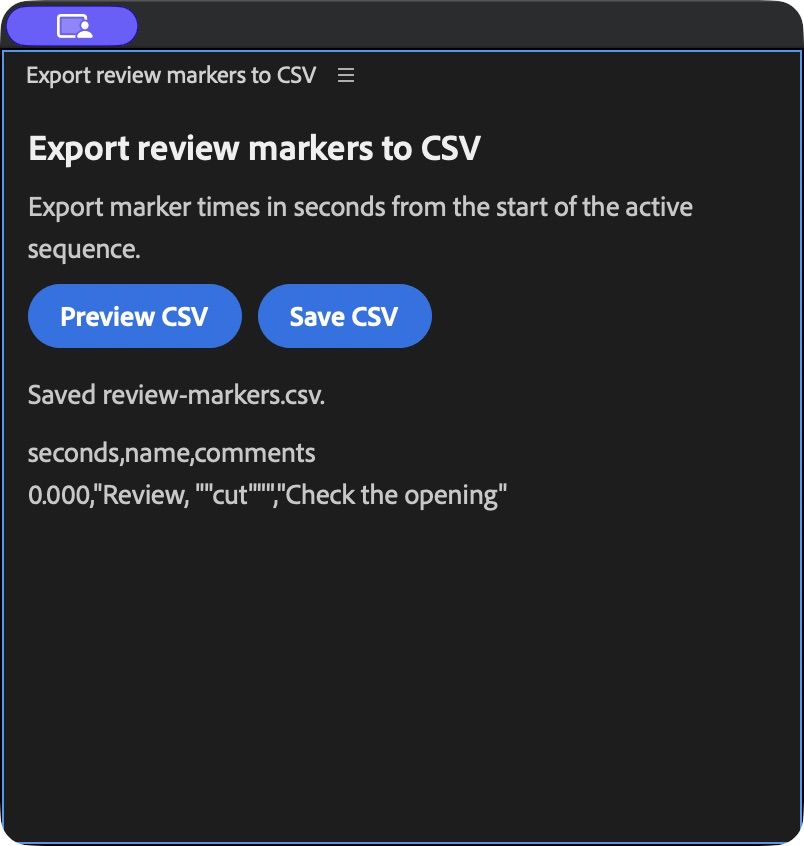 Export review markers to CSV
Export review markers to CSV
Export marker times in seconds from the start of the active
sequence.
Preview CSV
Save CSV
Saved review-markers.csv.
seconds,name,comments
0.000,"Review, ""cut""","Check the opening"